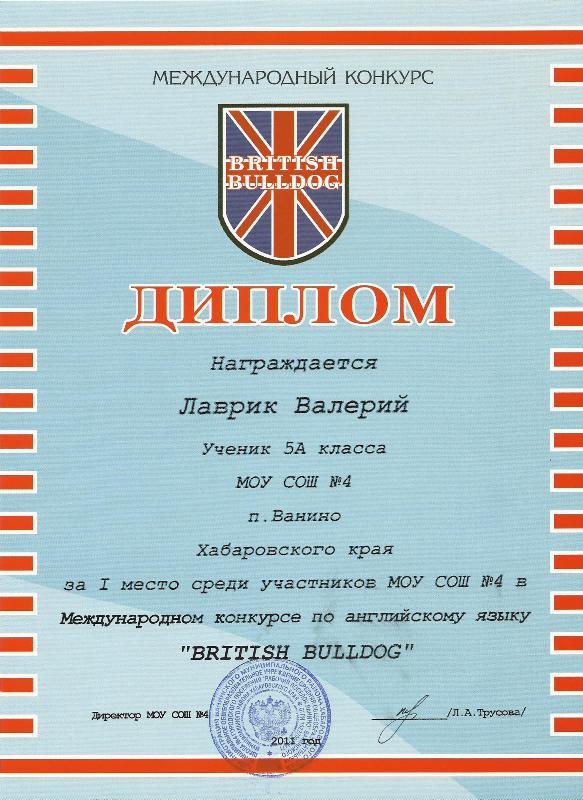 МЕЖДУНАРОДНЫЙ КОНКУРС
BRITISH
BULLDOG
ДИПЛОМ
Награждается
Лаврик Валерий
Ученик 5А класса
МОУ СОШ №4
п.Ванино
Хабаровского края
за I место среди участников МОУ СОШ №4 в
Международном конкурсе по английскому языку
"BRITISH BULLDOG"
Директор МОУ СОШ №4
/Л.А.Трусова/
2011 год